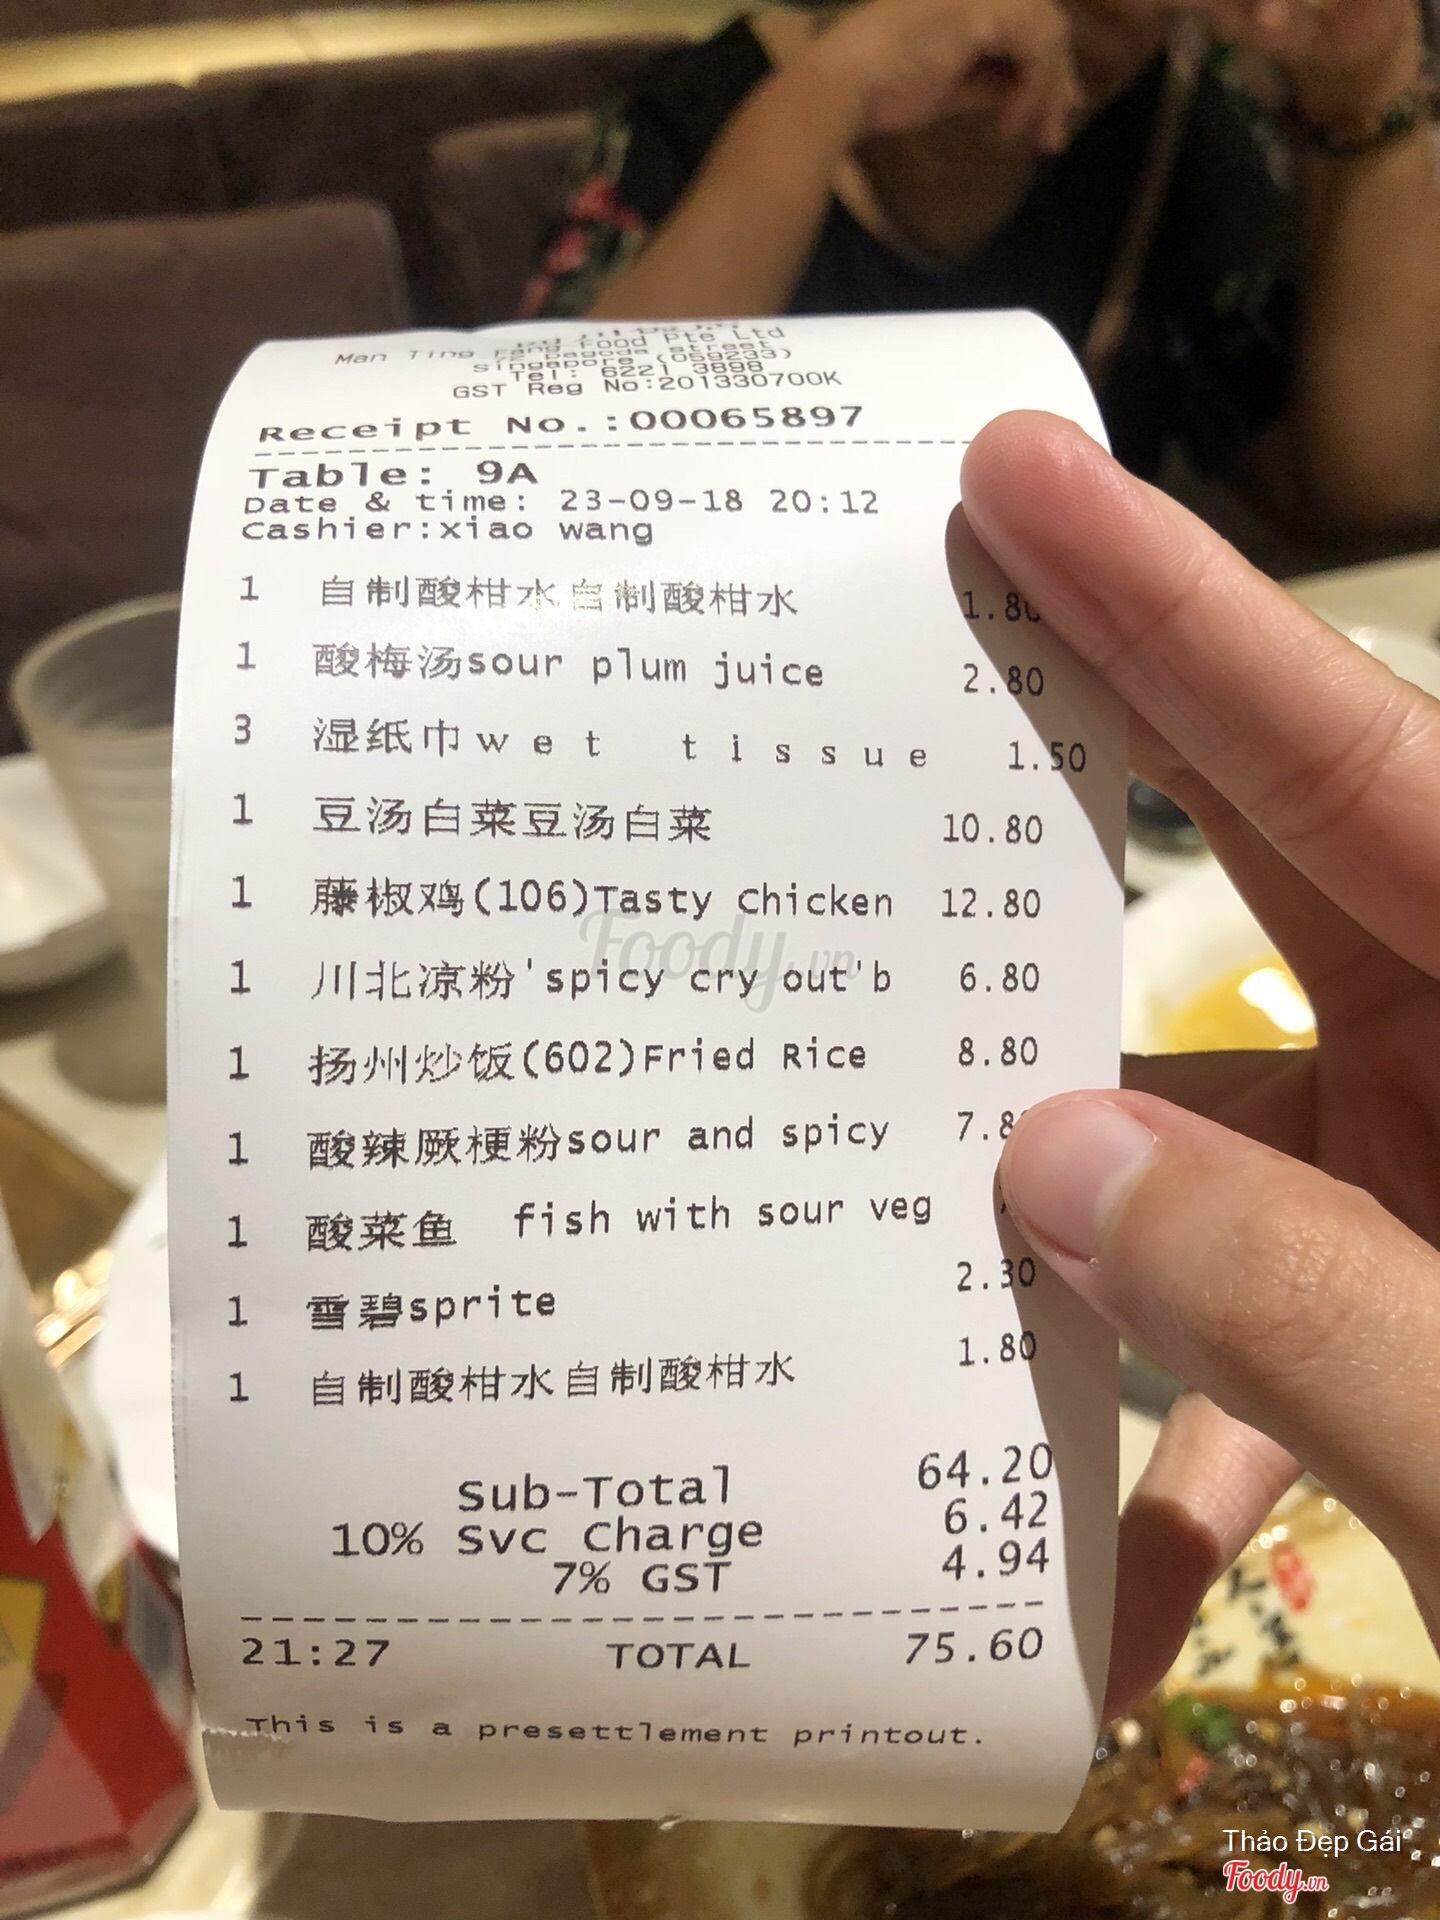 Man Ting Fang Food Pte Ltd
72 Pagoda Street
Singapore (059233)
Tel: 6221 3898
GST Reg No:201330700K
Receipt No.:00065897
Table: 9A
Date & time: 23-09-18 20:12
Cashier:xiao wang
1 自制酸柑水自制酸柑水 1.80
1 酸梅汤sour plum juice 2.80
3 湿纸巾wet tissue 1.50
1 豆汤白菜豆汤白菜 10.80
1 藤椒鸡(106)Tasty Chicken 12.80
1 川北凉粉'spicy cry out'b 6.80
1 扬州炒饭(602)Fried Rice 8.80
1 酸辣厥梗粉sour and spicy 7.8
1 酸菜鱼 fish with sour veg
1 雪碧sprite 2.30
1 自制酸柑水自制酸柑水 1.80
Sub-Total 64.20
10% Svc Charge 6.42
7% GST 4.94
21:27 TOTAL 75.60
This is a presettlement printout.
Foody.vn
Thảo Đẹp Gái
Foody.vn